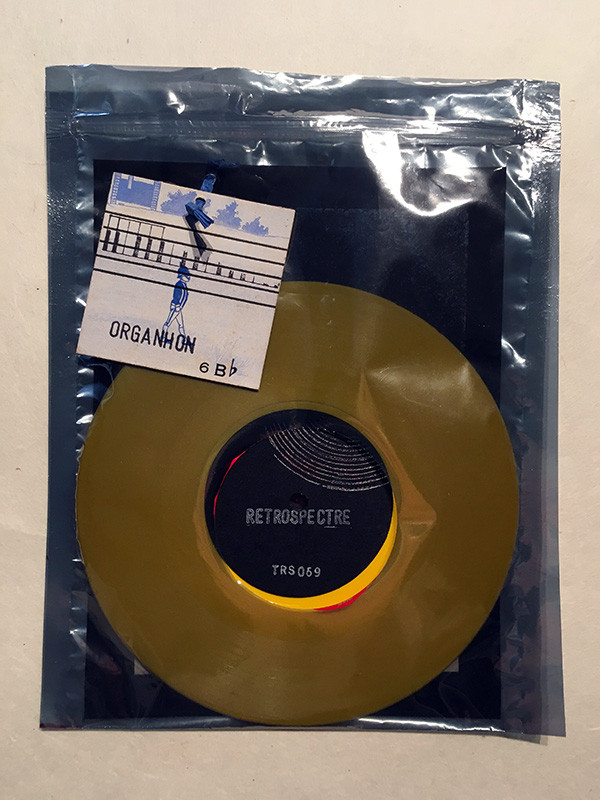 ORGANHON
6 B♭
RETROSPECTRE
TRS069